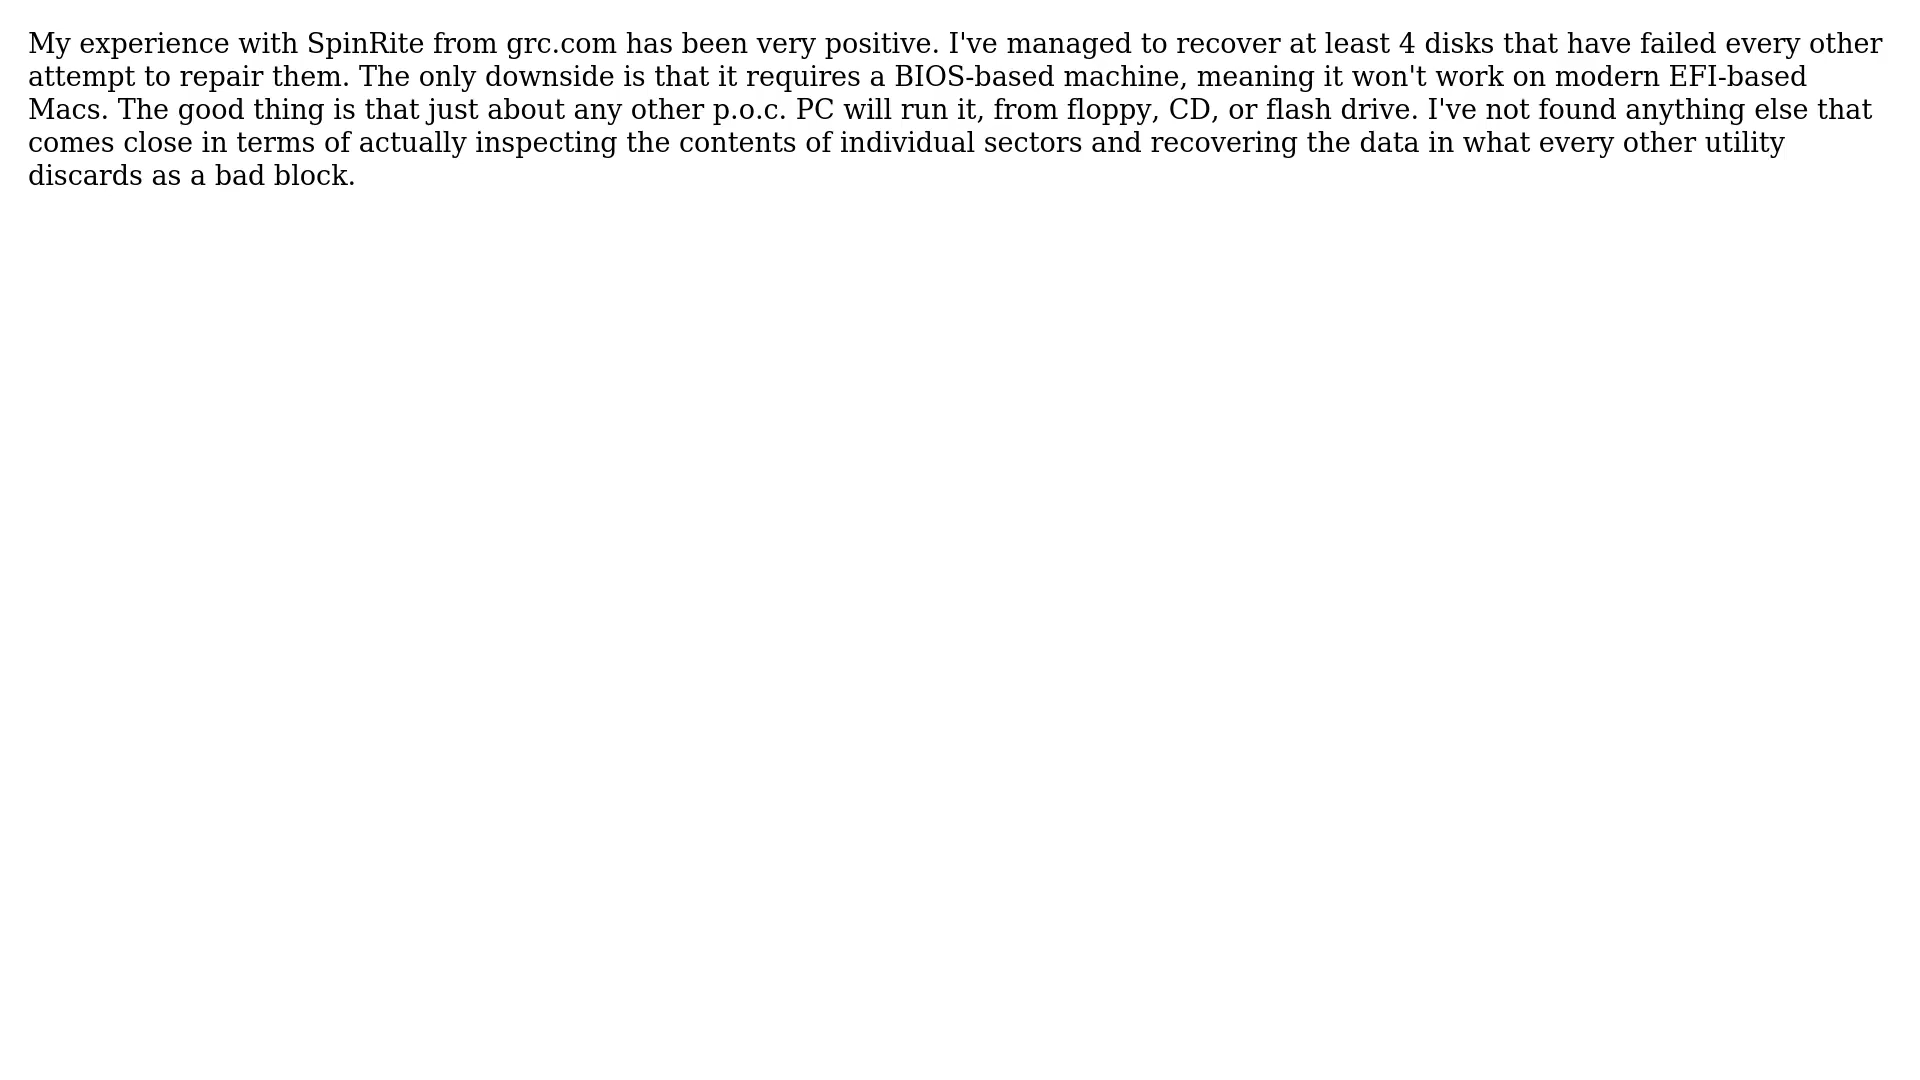 My experience with SpinRite from grc.com has been very positive. I've managed to recover at least 4 disks that have failed every other
attempt to repair them. The only downside is that it requires a BIOS-based machine, meaning it won't work on modern EFI-based
Macs. The good thing is that just about any other p.o.c. PC will run it, from floppy, CD, or flash drive. I've not found anything else that
comes close in terms of actually inspecting the contents of individual sectors and recovering the data in what every other utility
discards as a bad block.